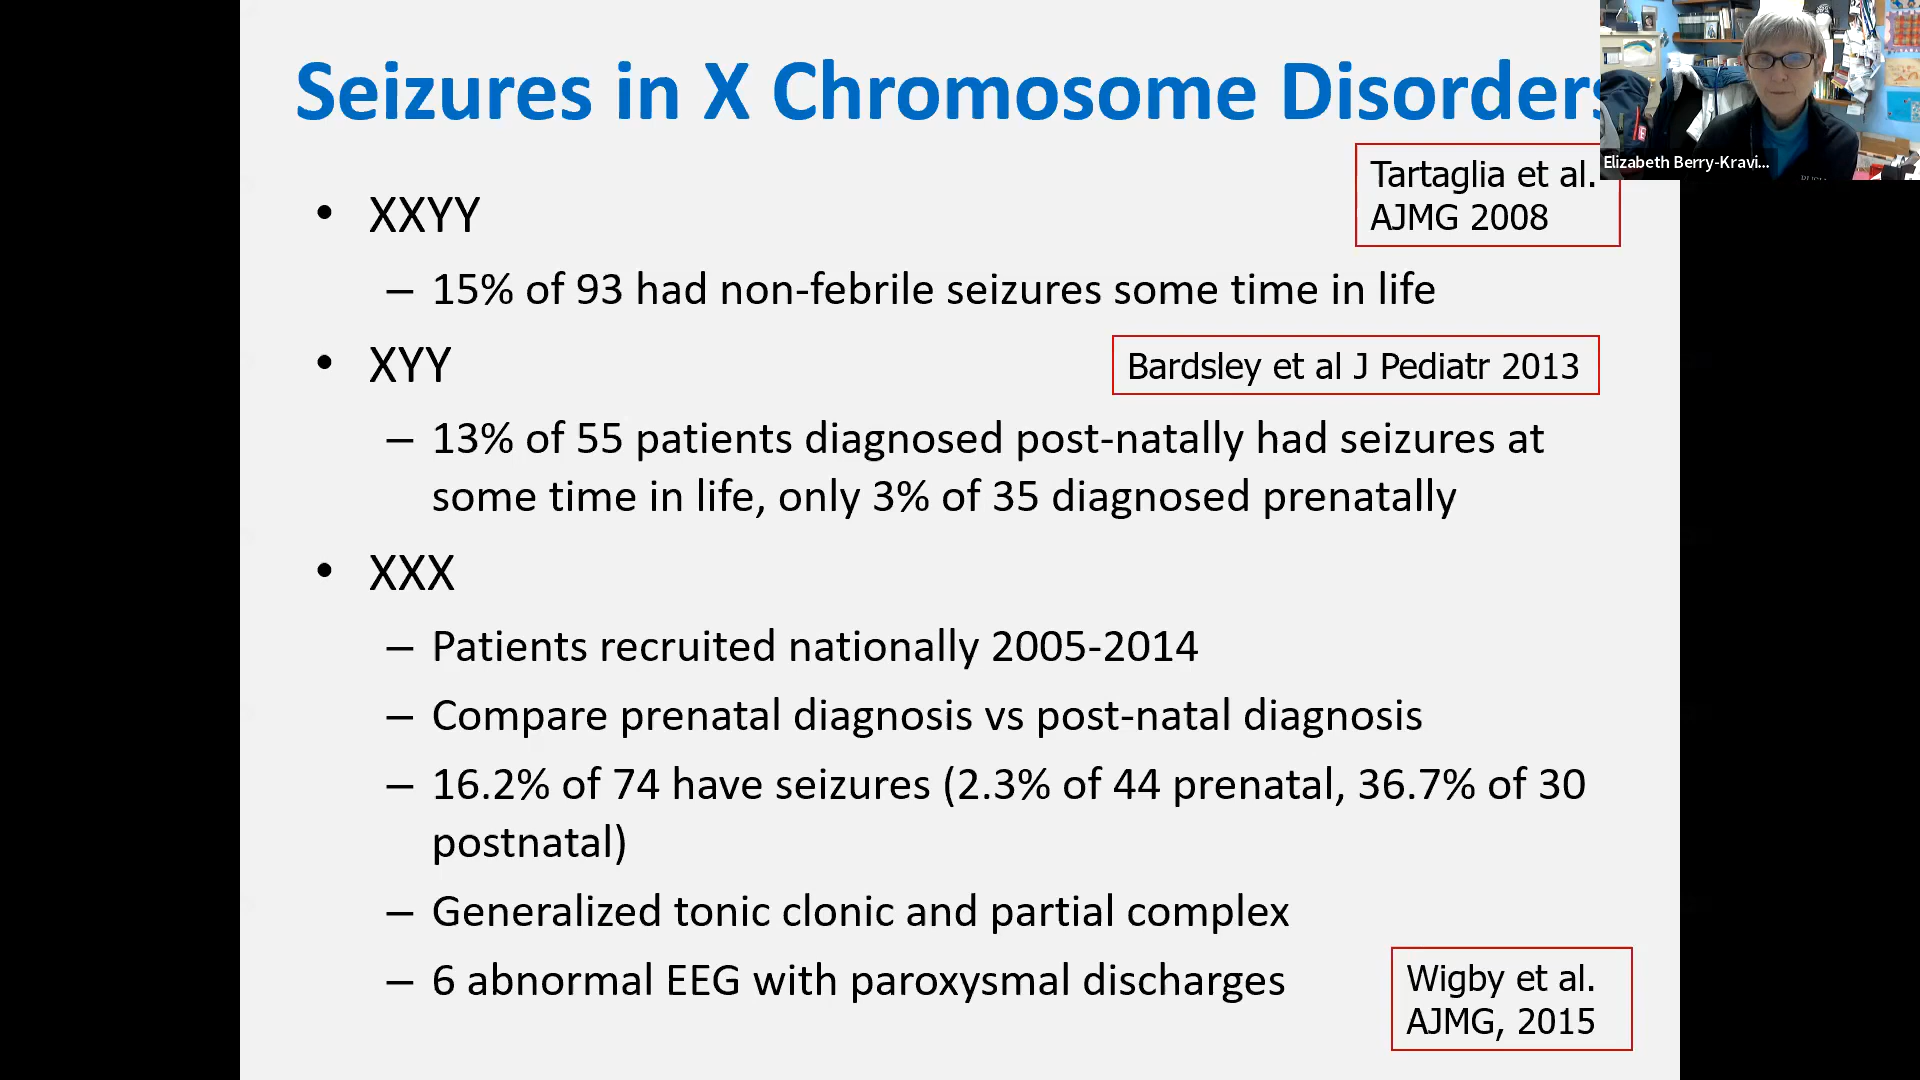 Seizures in X Chromosome Disorders
Elizabeth Berry-Kravi...
Tartaglia et al.
AJMG 2008
• XXYY
– 15% of 93 had non-febrile seizures some time in life
• XYY
Bardsley et al J Pediatr 2013
– 13% of 55 patients diagnosed post-natally had seizures at
some time in life, only 3% of 35 diagnosed prenatally
• XXX
– Patients recruited nationally 2005-2014
– Compare prenatal diagnosis vs post-natal diagnosis
– 16.2% of 74 have seizures (2.3% of 44 prenatal, 36.7% of 30
postnatal)
– Generalized tonic clonic and partial complex
– 6 abnormal EEG with paroxysmal discharges
Wigby et al.
AJMG, 2015